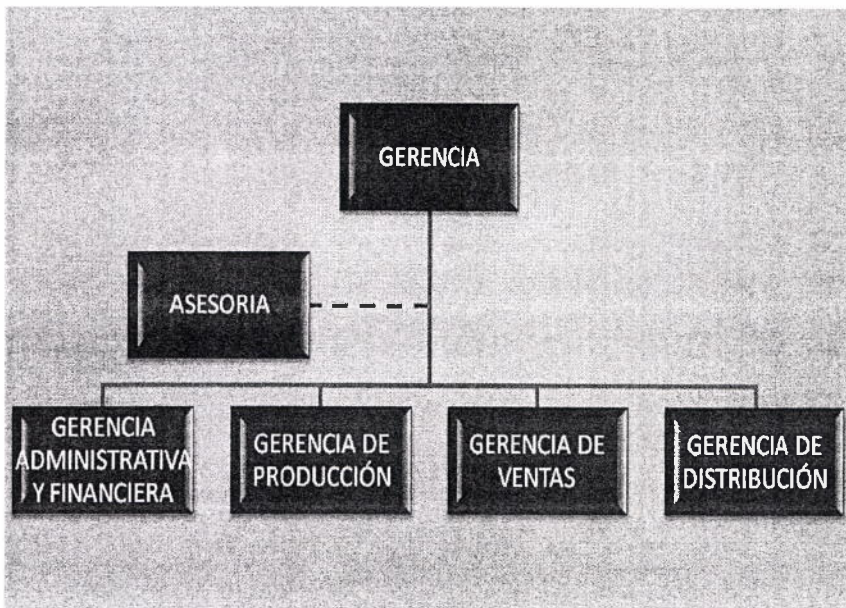 GERENCIA
ASESORIA
GERENCIA
ADMINISTRATIVA
Y FINANCIERA
GERENCIA DE
PRODUCCIÓN
GERENCIA DE
VENTAS
GERENCIA DE
DISTRIBUCIÓN